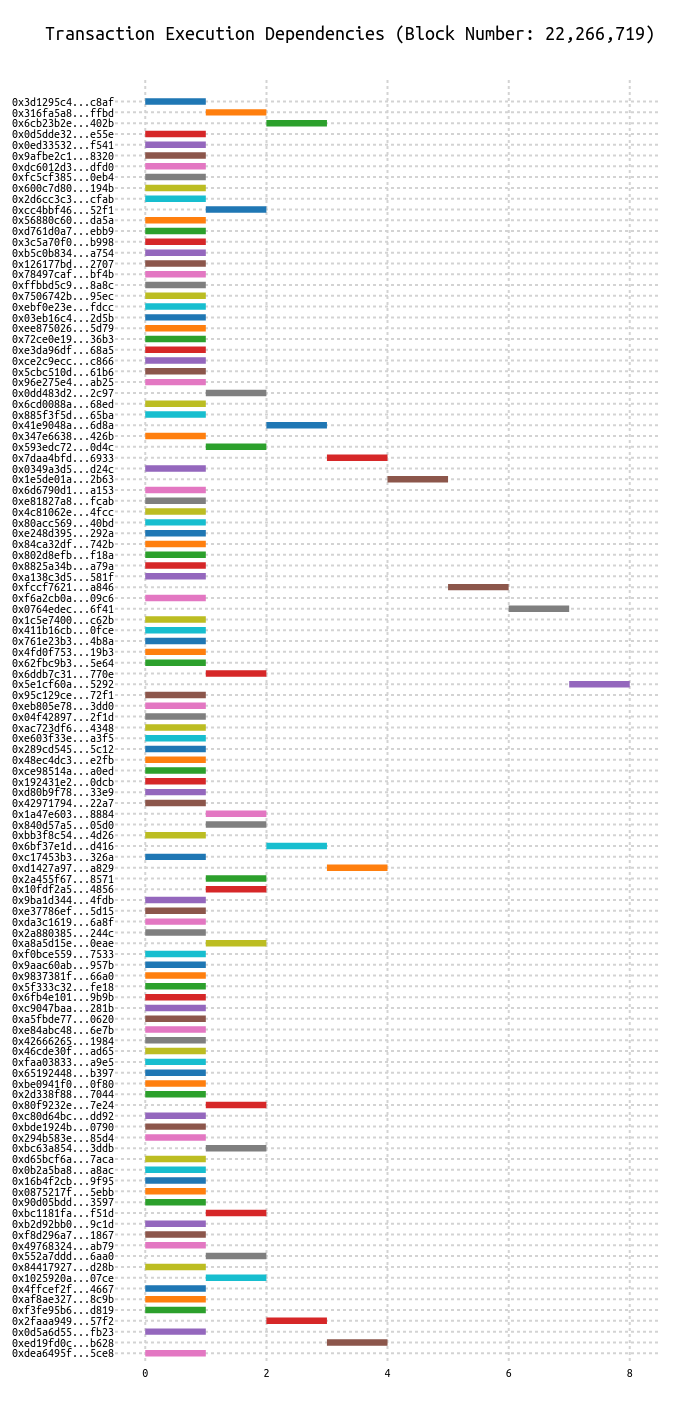 Transaction Execution Dependencies (Block Number: 22,266,719)
0x3d1295c4...c8af
0x316fa5a8...ffbd
0x6cb23b2e...402b
0x0d5dde32...e55e
0x0ed33532...f541
0x9afbe2c1...8320
0xdc6012d3...dfd0
0xfc5cf385...0eb4
0x600c7d80...194b
0x2d6cc3c3...cfab
0xcc4bbf46...52f1
0x56880c60...da5a
0xd761d0a7...ebb9
0x3c5a70f0...b998
0xb5c0b834...a754
0x126177bd...2707
0x78497caf...bf4b
0xffbbd5c9...8a8c
0x7506742b...95ec
0xebf0e23e...fdcc
0x03eb16c4...2d5b
0xee875026...5d79
0x72ce0e19...36b3
0xe3da96df...68a5
0xce2c9ecc...c866
0x5cbc510d...61b6
0x96e275e4...ab25
0x0dd483d2...2c97
0x6cd0088a...68ed
0x885f3f5d...65ba
0x41e9048a...6d8a
0x347e6638...426b
0x593edc72...0d4c
0x7daa4bfd...6933
0x0349a3d5...d24c
0x1e5de01a...2b63
0x6d6790d1...a153
0xe81827a8...fcab
0x4c81062e...4fcc
0x80acc569...40bd
0xe248d395...292a
0x84ca32df...742b
0x802d8efb...f18a
0x8825a34b...a79a
0xa138c3d5...581f
0xfccf7621...a846
0xf6a2cb0a...09c6
0x0764edec...6f41
0x1c5e7400...c62b
0x411b16cb...0fce
0x761e23b3...4b8a
0x4fd0f753...19b3
0x62fbc9b3...5e64
0x6ddb7c31...770e
0x5e1cf60a...5292
0x95c129ce...72f1
0xeb805e78...3dd0
0x04f42897...2f1d
0xac723df6...4348
0xe603f33e...a3f5
0x289cd545...5c12
0x48ec4dc3...e2fb
0xce98514a...a0ed
0x192431e2...0dcb
0xd80b9f78...33e9
0x42971794...22a7
0x1a47e603...8884
0x840d57a5...05d0
0xbb3f8c54...4d26
0x6bf37e1d...d416
0xc17453b3...326a
0xd1427a97...a829
0x2a455f67...8571
0x10fdf2a5...4856
0x9ba1d344...4fdb
0xe37786ef...5d15
0xda3c1619...6a8f
0x2a880385...244c
0xa8a5d15e...0eae
0xf0bce559...7533
0x9aac60ab...957b
0x9837381f...66a0
0x5f333c32...fe18
0x6fb4e101...9b9b
0xc9047baa...281b
0xa5fbde77...0620
0xe84abc48...6e7b
0x42666265...1984
0x46cde30f...ad65
0xfaa03833...a9e5
0x65192448...b397
0xbe0941f0...0f80
0x2d338f88...7044
0x80f9232e...7e24
0xc80d64bc...dd92
0xbde1924b...0790
0x294b583e...85d4
0xbc63a854...3ddb
0xd65bcf6a...7aca
0x0b2a5ba8...a8ac
0x16b4f2cb...9f95
0x0875217f...5ebb
0x90d05bdd...3597
0xbc1181fa...f51d
0xb2d92bb0...9c1d
0xf8d296a7...1867
0x49768324...ab79
0x552a7ddd...6aa0
0x84417927...d28b
0x1025920a...07ce
0x4ffcef2f...4667
0xaf8ae327...8c9b
0xf3fe95b6...d819
0x2faaa949...57f2
0x0d5a6d55...fb23
0xed19fd0c...b628
0xdea6495f...5ce8
0 2 4 6 8